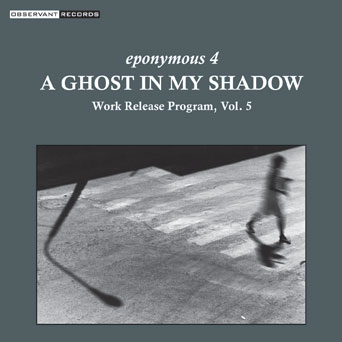 OBSERVANT RECORDS
eponymous 4
A GHOST IN MY SHADOW
Work Release Program, Vol. 5